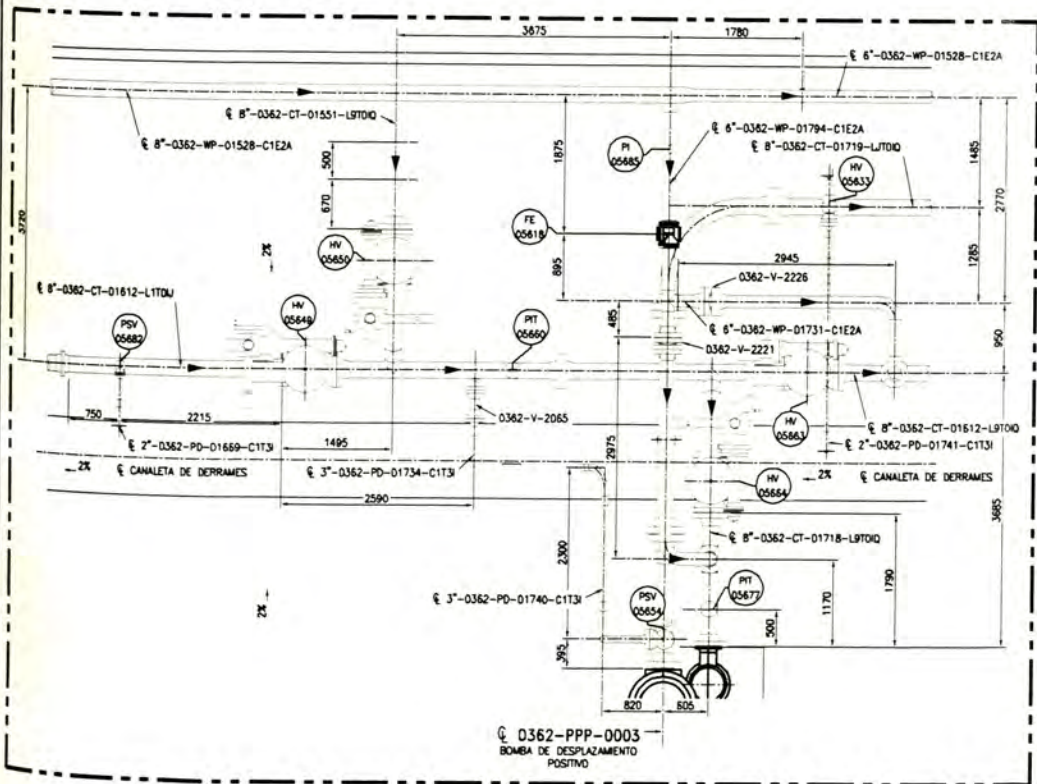 3675
1780
℄ 6"-0362-WP-01528-C1E2A
℄ 8"-0362-CT-01551-L9TDIQ
℄ 8"-0362-WP-01528-C1E2A
500
670
3720
1875
PI
05685
℄ 6"-0362-WP-01794-C1E2A
℄ 8"-0362-CT-01719-LJTDIQ
HV
05633
1485
2770
1285
FE
05618
895
2%
HV
05650
2945
0362-V-2226
℄ 8"-0362-CT-01612-L1TDIJ
PSV
05682
HV
05649
PIT
05660
485
℄ 6"-0362-WP-01731-C1E2A
0362-V-2221
950
750
2215
0362-V-2065
HV
05663
℄ 8"-0362-CT-01612-L9TDIQ
℄ 2"-0362-PD-01669-C1T3I
1495
℄ 2"-0362-PD-01741-C1T3I
2%
℄ CANALETA DE DERRAMES
℄ 3"-0362-PD-01734-C1T3I
2975
2%
℄ CANALETA DE DERRAMES
2590
HV
05664
3685
2300
℄ 8"-0362-CT-01718-L9TDIQ
1790
2%
℄ 3"-0362-PD-01740-C1T3I
PSV
05654
PIT
05677
1170
500
395
820
605
℄ 0362-PPP-0003
BOMBA DE DESPLAZAMIENTO
POSITIVO